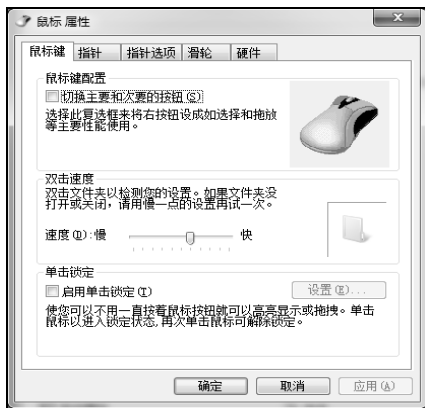 鼠标 属性
鼠标键 指针 指针选项 滑轮 硬件
鼠标键配置
切换主要和次要的按钮(S)
选择此复选框来将右按钮设成如选择和拖放
等主要性能使用。
双击速度
双击文件夹以检测您的设置。如果文件夹没
打开或关闭，请用慢一点的设置再试一次。
速度(D):慢 快
单击锁定
启用单击锁定(T) 设置(E)...
使您可以不用一直按着鼠标按钮就可以高亮显示或拖拽。单击
鼠标以进入锁定状态,再次单击鼠标可解除锁定。
确定 取消 应用(A)